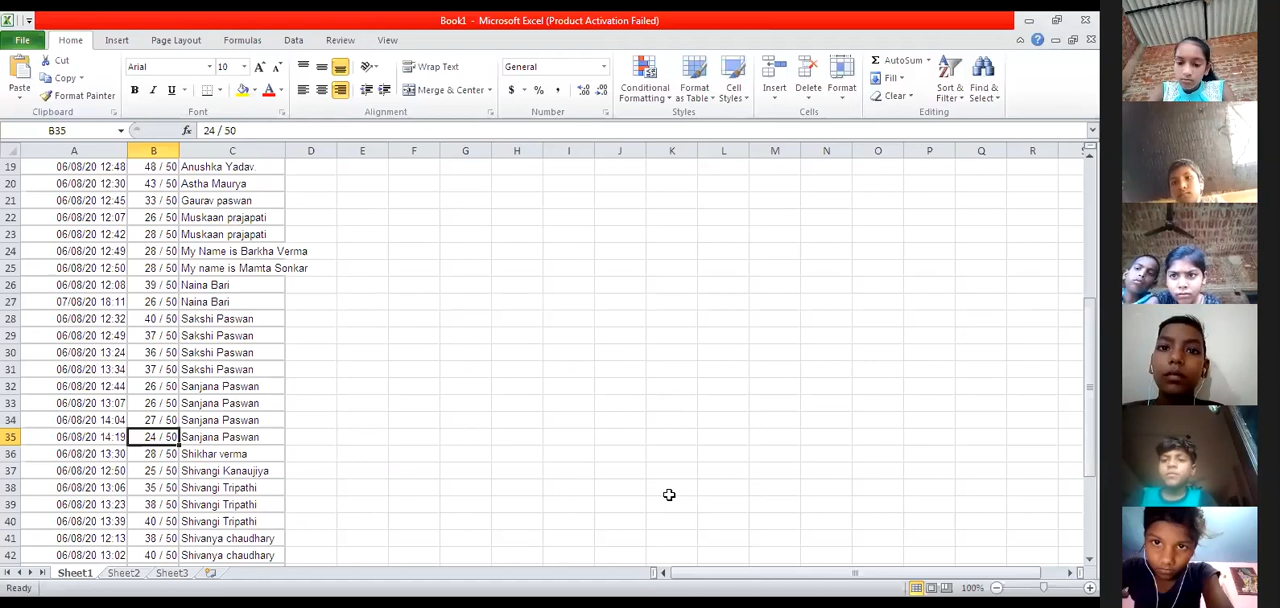 Book1 - Microsoft Excel (Product Activation Failed)
File Home Insert Page Layout Formulas Data Review View
Cut
Copy
Format Painter
Paste
Clipboard
Arial 10
B I U
Font
Wrap Text
Merge & Center
Alignment
General
$ % ,
Number
Conditional Formatting
Format as Table
Cell Styles
Styles
Insert Delete Format
Cells
AutoSum
Fill
Clear
Sort & Filter
Find & Select
Editing
B35 fx 24 / 50
A B C D E F G H I J K L M N O P Q R
19 06/08/20 12:48 48 / 50 Anushka Yadav
20 06/08/20 12:30 43 / 50 Astha Maurya
21 06/08/20 12:45 33 / 50 Gaurav paswan
22 06/08/20 12:07 26 / 50 Muskaan prajapati
23 06/08/20 12:42 28 / 50 Muskaan prajapati
24 06/08/20 12:49 28 / 50 My Name is Barkha Verma
25 06/08/20 12:50 28 / 50 My name is Mamta Sonkar
26 06/08/20 12:08 39 / 50 Naina Bari
27 07/08/20 18:11 26 / 50 Naina Bari
28 06/08/20 12:32 40 / 50 Sakshi Paswan
29 06/08/20 12:49 37 / 50 Sakshi Paswan
30 06/08/20 13:24 36 / 50 Sakshi Paswan
31 06/08/20 13:34 37 / 50 Sakshi Paswan
32 06/08/20 12:44 26 / 50 Sanjana Paswan
33 06/08/20 13:07 26 / 50 Sanjana Paswan
34 06/08/20 14:04 27 / 50 Sanjana Paswan
35 06/08/20 14:19 24 / 50 Sanjana Paswan
36 06/08/20 13:30 28 / 50 Shikhar verma
37 06/08/20 12:50 25 / 50 Shivangi Kanaujiya
38 06/08/20 13:06 35 / 50 Shivangi Tripathi
39 06/08/20 13:23 38 / 50 Shivangi Tripathi
40 06/08/20 13:39 40 / 50 Shivangi Tripathi
41 06/08/20 12:13 38 / 50 Shivanya chaudhary
42 06/08/20 13:02 40 / 50 Shivanya chaudhary
Sheet1 Sheet2 Sheet3
Ready 100%